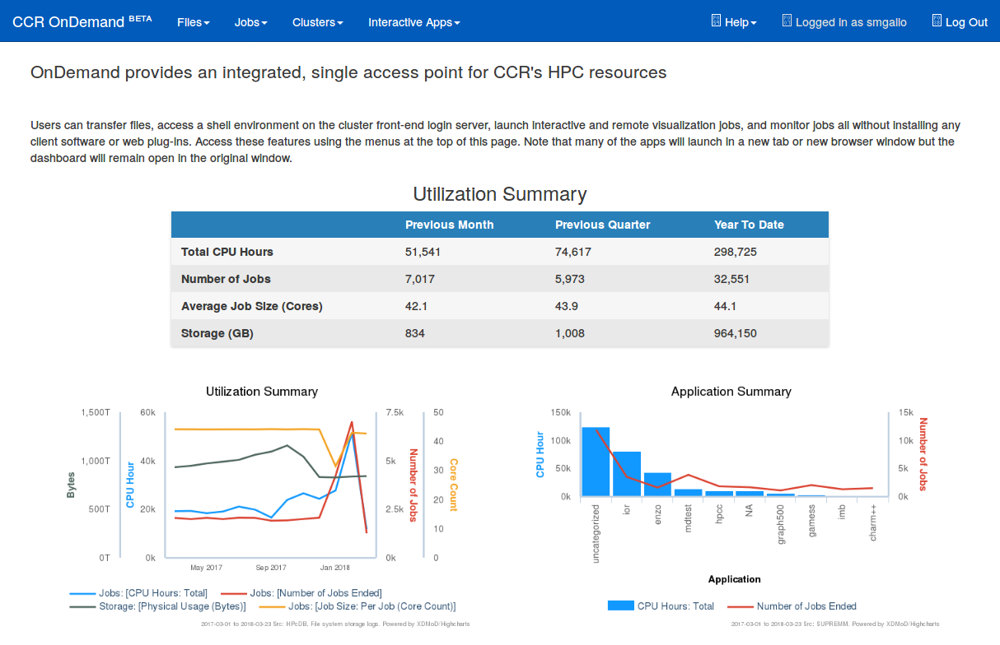 CCR OnDemand BETA Files Jobs Clusters Interactive Apps Help Logged in as smgallo Log Out
OnDemand provides an integrated, single access point for CCR's HPC resources
Users can transfer files, access a shell environment on the cluster front-end login server, launch interactive and remote visualization jobs, and monitor jobs all without installing any
client software or web plug-ins. Access these features using the menus at the top of this page. Note that many of the apps will launch in a new tab or new browser window but the
dashboard will remain open in the original window.
Utilization Summary
Previous Month Previous Quarter Year To Date
Total CPU Hours 51,541 74,617 298,725
Number of Jobs 7,017 5,973 32,551
Average Job Size (Cores) 42.1 43.9 44.1
Storage (GB) 834 1,008 964,150
Utilization Summary
1,500T 60k 7.5k 50
40
1,000T 40k 5k
30
20
500T 20k 2.5k
10
0T 0k 0k 0
Bytes
CPU Hour
Number of Jobs
Core Count
May 2017 Sep 2017 Jan 2018
Jobs: [CPU Hours: Total] Jobs: [Number of Jobs Ended]
Storage: [Physical Usage (Bytes)] Jobs: [Job Size: Per Job (Core Count)]
2017-03-01 to 2018-03-23 Src: HPcDB, File system storage logs. Powered by XDMoD/Highcharts
Application Summary
150k 15k
100k 10k
50k 5k
0k 0k
CPU Hour
Number of Jobs
uncategorized
ior
enzo
mdtest
hpcc
NA
graph500
gamess
imb
charm++
Application
CPU Hours: Total Number of Jobs Ended
2017-03-01 to 2018-03-23 Src: SUPREMM. Powered by XDMoD/Highcharts